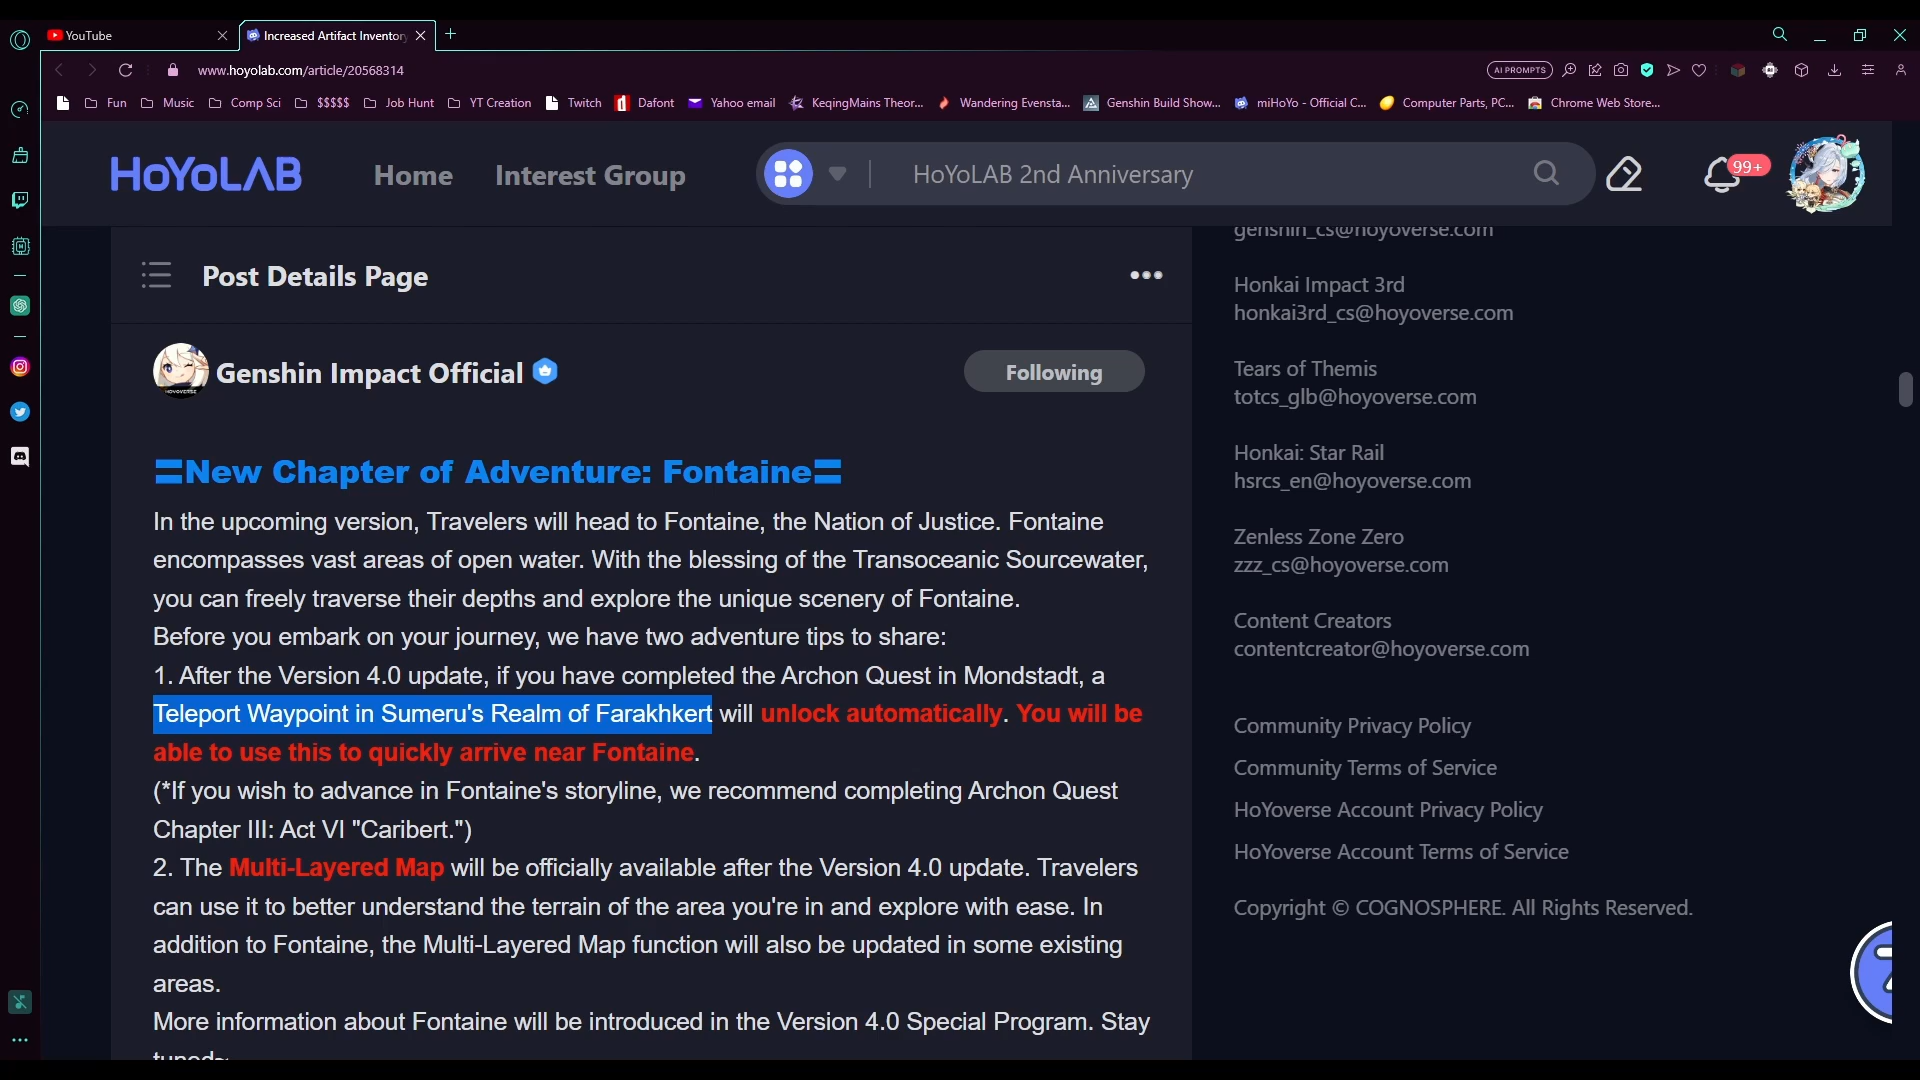 YouTube
Increased Artifact Inventory
www.hoyolab.com/article/20568314
AI PROMPTS
Fun
Music
Comp Sci
$$$$$
Job Hunt
YT Creation
Twitch
Dafont
Yahoo email
KeqingMains Theor...
Wandering Evensta...
Genshin Build Show...
miHoYo - Official C...
Computer Parts, PC...
Chrome Web Store...
HoYoLAB
Home
Interest Group
HoYoLAB 2nd Anniversary
99+
Post Details Page
Genshin Impact Official
Following
〓New Chapter of Adventure: Fontaine〓
In the upcoming version, Travelers will head to Fontaine, the Nation of Justice. Fontaine
encompasses vast areas of open water. With the blessing of the Transoceanic Sourcewater,
you can freely traverse their depths and explore the unique scenery of Fontaine.
Before you embark on your journey, we have two adventure tips to share:
1. After the Version 4.0 update, if you have completed the Archon Quest in Mondstadt, a
Teleport Waypoint in Sumeru's Realm of Farakhkert will unlock automatically. You will be
able to use this to quickly arrive near Fontaine.
(*If you wish to advance in Fontaine's storyline, we recommend completing Archon Quest
Chapter III: Act VI "Caribert.")
2. The Multi-Layered Map will be officially available after the Version 4.0 update. Travelers
can use it to better understand the terrain of the area you're in and explore with ease. In
addition to Fontaine, the Multi-Layered Map function will also be updated in some existing
areas.
More information about Fontaine will be introduced in the Version 4.0 Special Program. Stay
tuned~
genshin_cs@hoyoverse.com
Honkai Impact 3rd
honkai3rd_cs@hoyoverse.com
Tears of Themis
totcs_glb@hoyoverse.com
Honkai: Star Rail
hsrcs_en@hoyoverse.com
Zenless Zone Zero
zzz_cs@hoyoverse.com
Content Creators
contentcreator@hoyoverse.com
Community Privacy Policy
Community Terms of Service
HoYoverse Account Privacy Policy
HoYoverse Account Terms of Service
Copyright © COGNOSPHERE. All Rights Reserved.